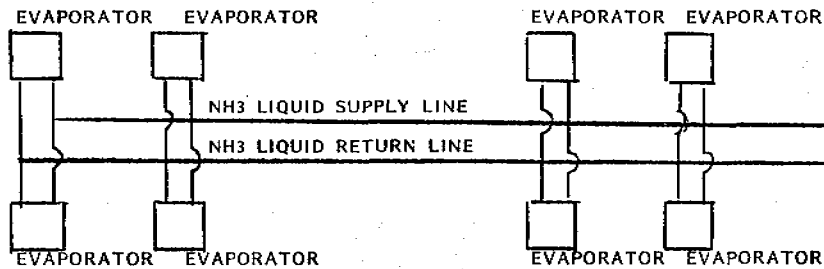 EVAPORATOR EVAPORATOR EVAPORATOR EVAPORATOR
NH3 LIQUID SUPPLY LINE
NH3 LIQUID RETURN LINE
EVAPORATOR EVAPORATOR EVAPORATOR EVAPORATOR